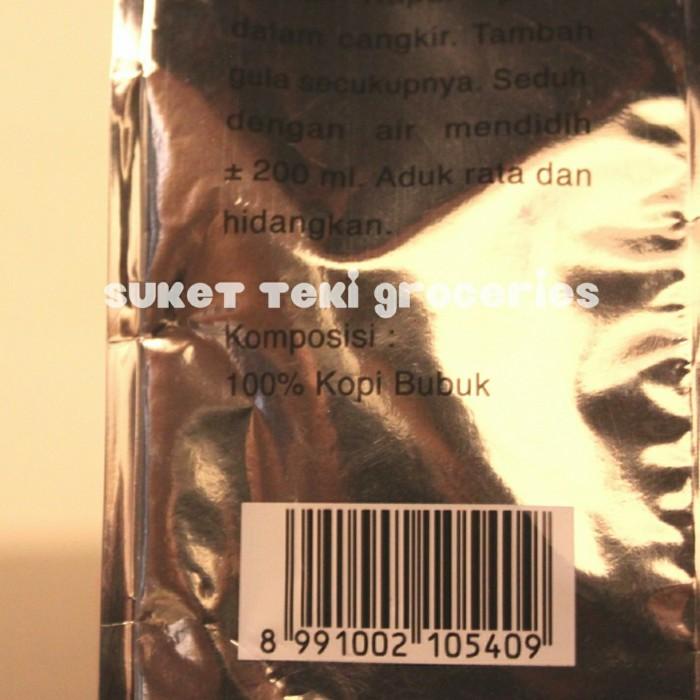 dalam cangkir. Tambah
gula secukupnya. Seduh
dengan air mendidih
± 200 ml. Aduk rata dan
hidangkan.
suket teki groceries
Komposisi :
100% Kopi Bubuk
8 991002 105409